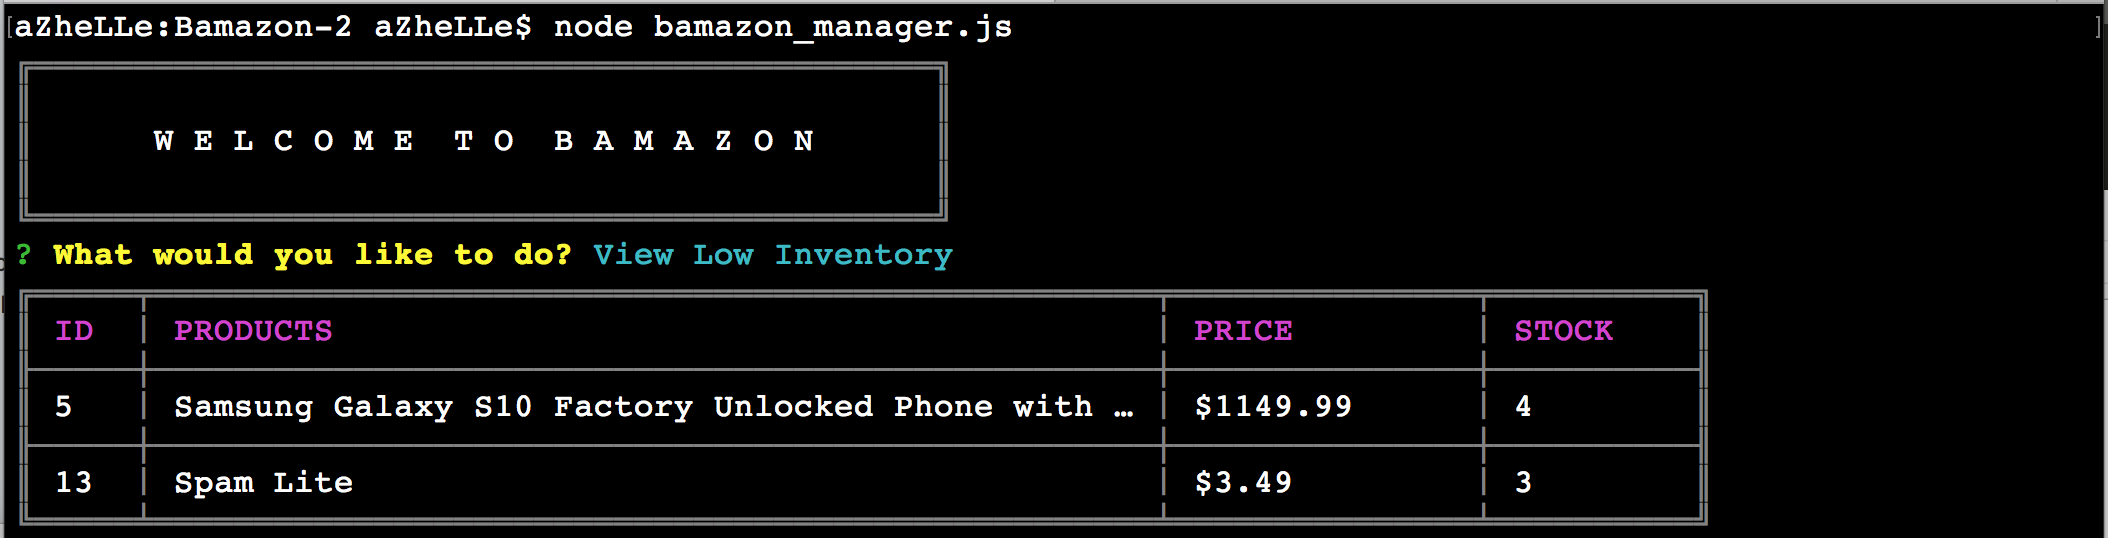 aZheLLe:Bamazon-2 aZheLLe$ node bamazon_manager.js
W E L C O M E  T O  B A M A Z O N
? What would you like to do? View Low Inventory
ID PRODUCTS PRICE STOCK
5 Samsung Galaxy S10 Factory Unlocked Phone with … $1149.99 4
13 Spam Lite $3.49 3